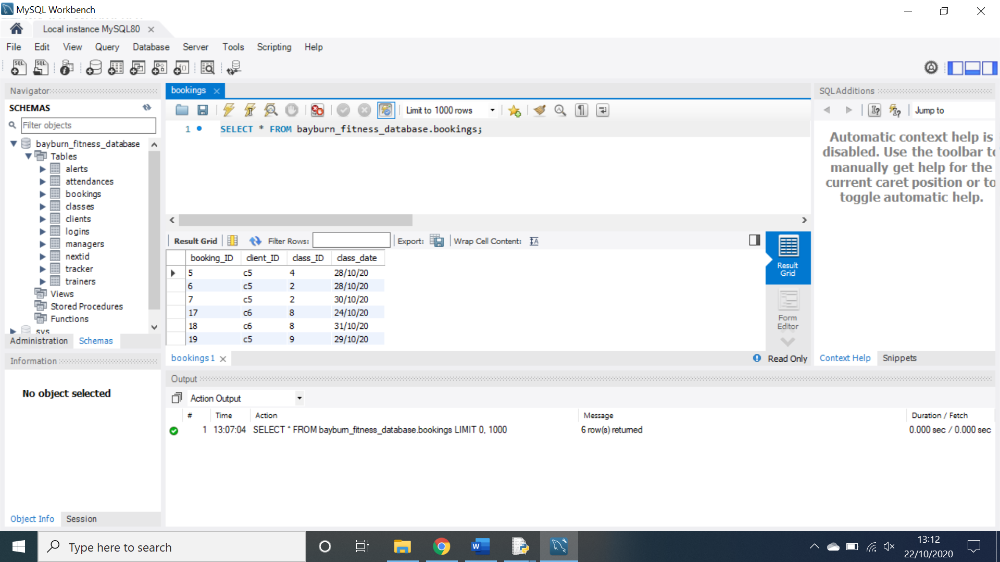 MySQL Workbench
Local instance MySQL80
File Edit View Query Database Server Tools Scripting Help
Navigator
SCHEMAS
Filter objects
bayburn_fitness_database
Tables
alerts
attendances
bookings
classes
clients
logins
managers
nextid
tracker
trainers
Views
Stored Procedures
Functions
sys
Administration Schemas
Information
No object selected
Object Info Session
bookings
Limit to 1000 rows
1 SELECT * FROM bayburn_fitness_database.bookings;
Result Grid Filter Rows: Export: Wrap Cell Content:
booking_ID client_ID class_ID class_date
5 c5 4 28/10/20
6 c5 2 28/10/20
7 c5 2 30/10/20
17 c6 8 24/10/20
18 c6 8 31/10/20
19 c5 9 29/10/20
Result
Grid
Form
Editor
bookings 1
Read Only
SQLAdditions
Jump to
Automatic context help is
disabled. Use the toolbar to
manually get help for the
current caret position or to
toggle automatic help.
Context Help Snippets
Output
Action Output
# Time Action Message Duration / Fetch
1 13:07:04 SELECT * FROM bayburn_fitness_database.bookings LIMIT 0, 1000 6 row(s) returned 0.000 sec / 0.000 sec
Type here to search
13:12
22/10/2020